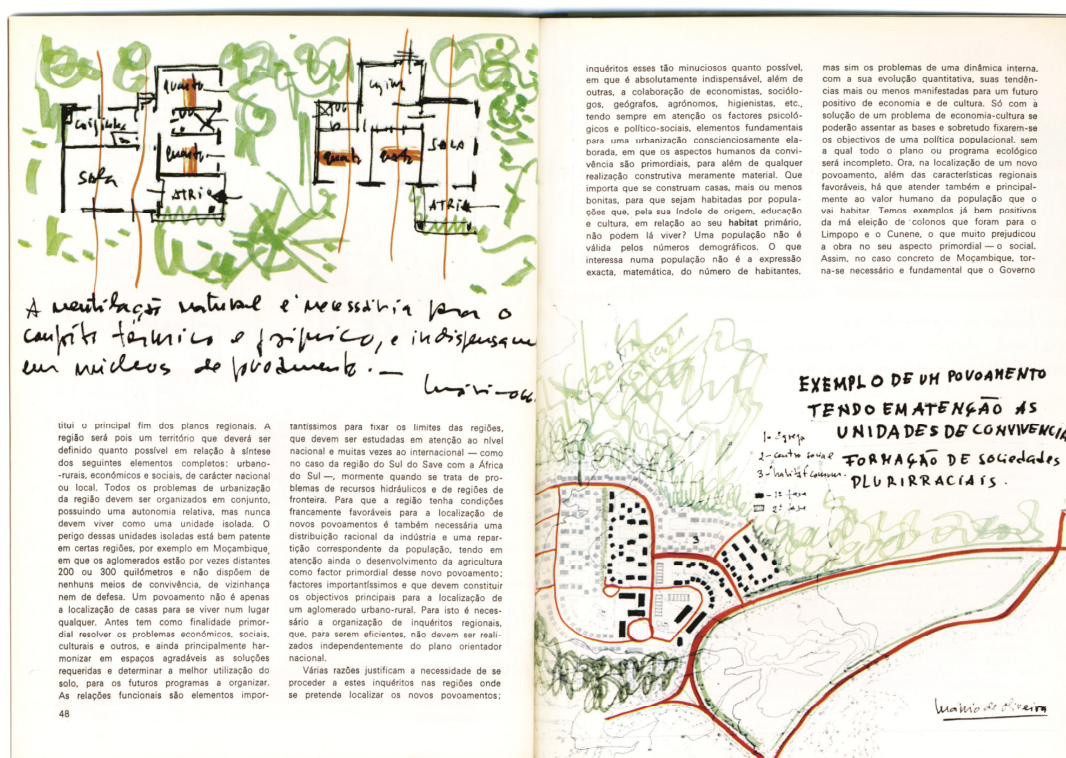 quarto
cozinha
WC
cozinha
WC
quarto
quarto
quarto
sala
sala
ATRIO
ATRIO
A ventilação natural é necessária para o
conforto térmico e fisiológico, e indispensável
em núcleos de povoamento. —
Mário - 966.
titui o principal fim dos planos regionais. A
região será pois um território que deverá ser
definido quanto possível em relação à síntese
dos seguintes elementos completos: urbano-
-rurais, económicos e sociais, de carácter nacional
ou local. Todos os problemas de urbanização
da região devem ser organizados em conjunto,
possuindo uma autonomia relativa, mas nunca
devem viver como uma unidade isolada. O
perigo dessas unidades isoladas está bem patente
em certas regiões, por exemplo em Moçambique,
em que os aglomerados estão por vezes distantes
200 ou 300 quilómetros e não dispõem de
nenhuns meios de convivência, de vizinhança
nem de defesa. Um povoamento não é apenas
a localização de casas para se viver num lugar
qualquer. Antes tem como finalidade primor-
dial resolver os problemas económicos, sociais,
culturais e outros, e ainda principalmente har-
monizar em espaços agradáveis as soluções
requeridas e determinar a melhor utilização do
solo, para os futuros programas a organizar.
As relações funcionais são elementos impor-
48
tantíssimos para fixar os limites das regiões,
que devem ser estudadas em atenção ao nível
nacional e muitas vezes ao internacional — como
no caso da região do Sul do Save com a África
do Sul —, mormente quando se trata de pro-
blemas de recursos hidráulicos e de regiões de
fronteira. Para que a região tenha condições
francamente favoráveis para a localização de
novos povoamentos é também necessária uma
distribuição racional da indústria e uma repar-
tição correspondente da população, tendo em
atenção ainda o desenvolvimento da agricultura
como factor primordial desse novo povoamento;
factores importantíssimos e que devem constituir
os objectivos principais para a localização de
um aglomerado urbano-rural. Para isto é neces-
sário a organização de inquéritos regionais,
que, para serem eficientes, não devem ser reali-
zados independentemente do plano orientador
nacional.
Várias razões justificam a necessidade de se
proceder a estes inquéritos nas regiões onde
se pretende localizar os novos povoamentos;
inquéritos esses tão minuciosos quanto possível,
em que é absolutamente indispensável, além de
outras, a colaboração de economistas, sociólo-
gos, geógrafos, agrónomos, higienistas, etc.,
tendo sempre em atenção os factores psicoló-
gicos e político-sociais, elementos fundamentais
para uma urbanização conscienciosamente ela-
borada, em que os aspectos humanos da convi-
vência são primordiais, para além de qualquer
realização construtiva meramente material. Que
importa que se construam casas, mais ou menos
bonitas, para que sejam habitadas por popula-
ções que, pela sua índole de origem, educação
e cultura, em relação ao seu habitat primário,
não podem lá viver? Uma população não é
válida pelos números demográficos. O que
interessa numa população não é a expressão
exacta, matemática, do número de habitantes,
mas sim os problemas de uma dinâmica interna,
com a sua evolução quantitativa, suas tendên-
cias mais ou menos manifestadas para um futuro
positivo de economia e de cultura. Só com a
solução de um problema de economia-cultura se
poderão assentar as bases e sobretudo fixarem-se
os objectivos de uma política populacional, sem
a qual todo o plano ou programa ecológico
será incompleto. Ora, na localização de um novo
povoamento, além das características regionais
favoráveis, há que atender também e principal-
mente ao valor humano da população que o
vai habitar. Temos exemplos já bem positivos
da má eleição de colonos que foram para o
Limpopo e o Cunene, o que muito prejudicou
a obra no seu aspecto primordial — o social.
Assim, no caso concreto de Moçambique, tor-
na-se necessário e fundamental que o Governo
EXEMPLO DE UM POVOAMENTO
TENDO EM ATENÇÃO AS
UNIDADES DE CONVIVENCIA
FORMAÇÃO DE SOCIEDADES
PLURIRRACIAIS.
1 - Igreja
2 - centro social
3 - habitat
1ª fase
2ª fase
3
Mário de Oliveira